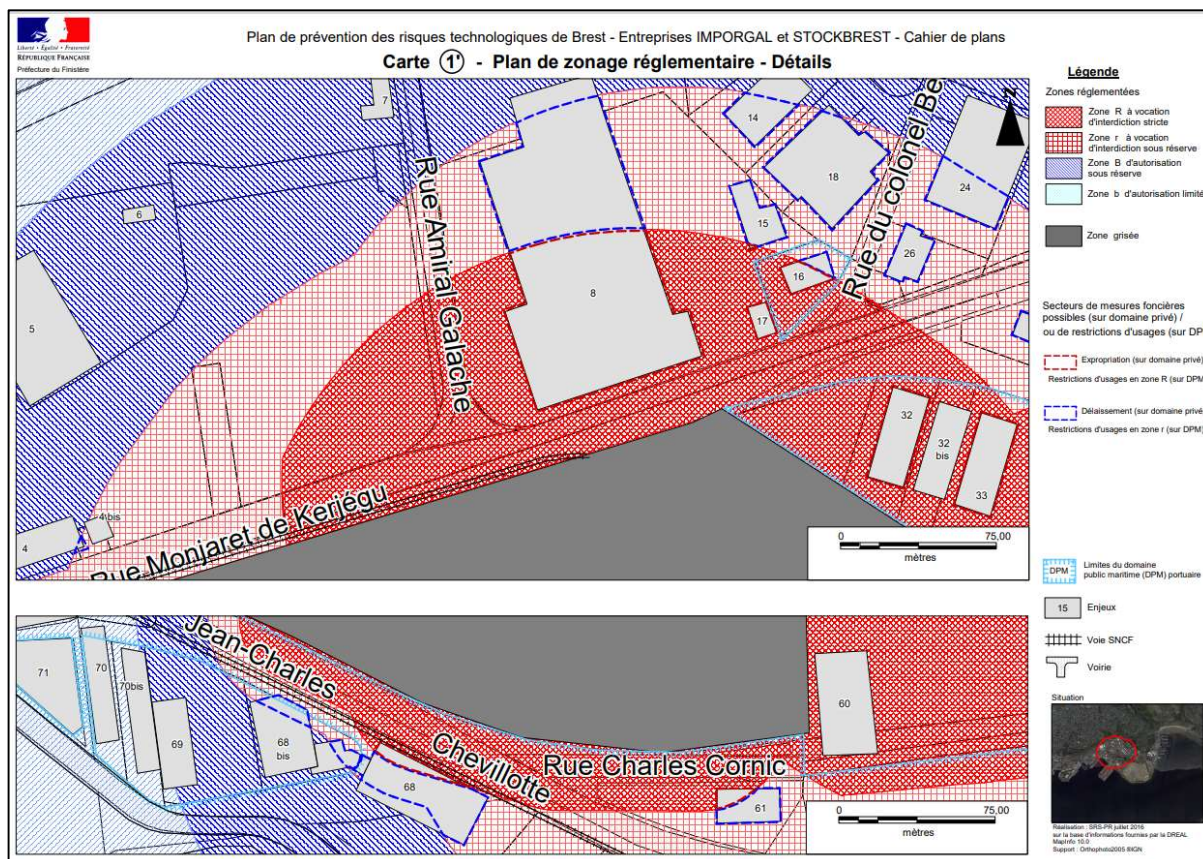 Liberté • Égalité • Fraternité
RÉPUBLIQUE FRANÇAISE
Préfecture du Finistère
Plan de prévention des risques technologiques de Brest - Entreprises IMPORGAL et STOCKBREST - Cahier de plans
Carte 1' - Plan de zonage réglementaire - Détails
7
14
18
24
6
15
26
16
5
8
17
32
32
bis
33
4 bis
4
Rue Amiral Galache
Rue du colonel Be
Rue Monjaret de Kerjégu
0 75,00
mètres
71
70
70bis
69
68
bis
68
60
61
Jean-Charles
Chevillotte
Rue Charles Cornic
0 75,00
mètres
Légende
Zones réglementées
Zone R à vocation
d'interdiction stricte
Zone r à vocation
d'interdiction sous réserve
Zone B d'autorisation
sous réserve
Zone b d'autorisation limité
Zone grisée
Secteurs de mesures foncières
possibles (sur domaine privé) /
ou de restrictions d'usages (sur DP
Expropriation (sur domaine privé)
Restrictions d'usages en zone R (sur DPM
Délaissement (sur domaine privé
Restrictions d'usages en zone r (sur DPM)
DPM
Limites du domaine
public maritime (DPM) portuaire
15
Enjeux
Voie SNCF
Voirie
Situation
Réalisation : SRS-PR juillet 2016
sur la base d'informations fournies par la DREAL
MapInfo 10.0
Support : Orthophoto2005 ®IGN